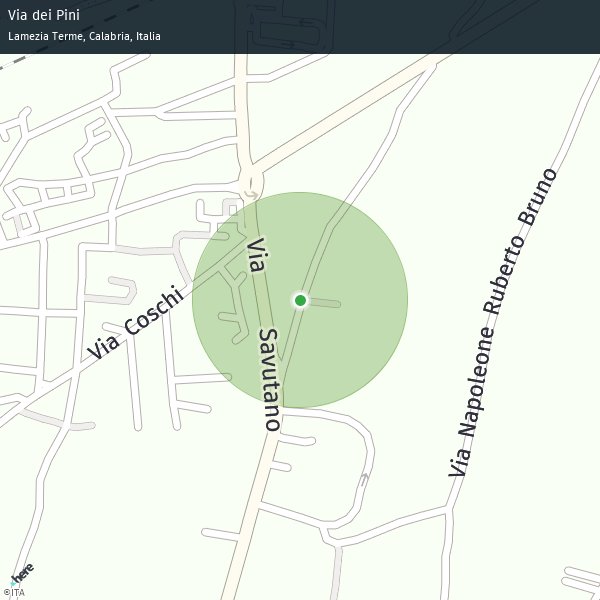 Via dei Pini
Lamezia Terme, Calabria, Italia
Via Savutano
Via Coschi
Via Napoleone Ruberto Bruno
here
©ITA